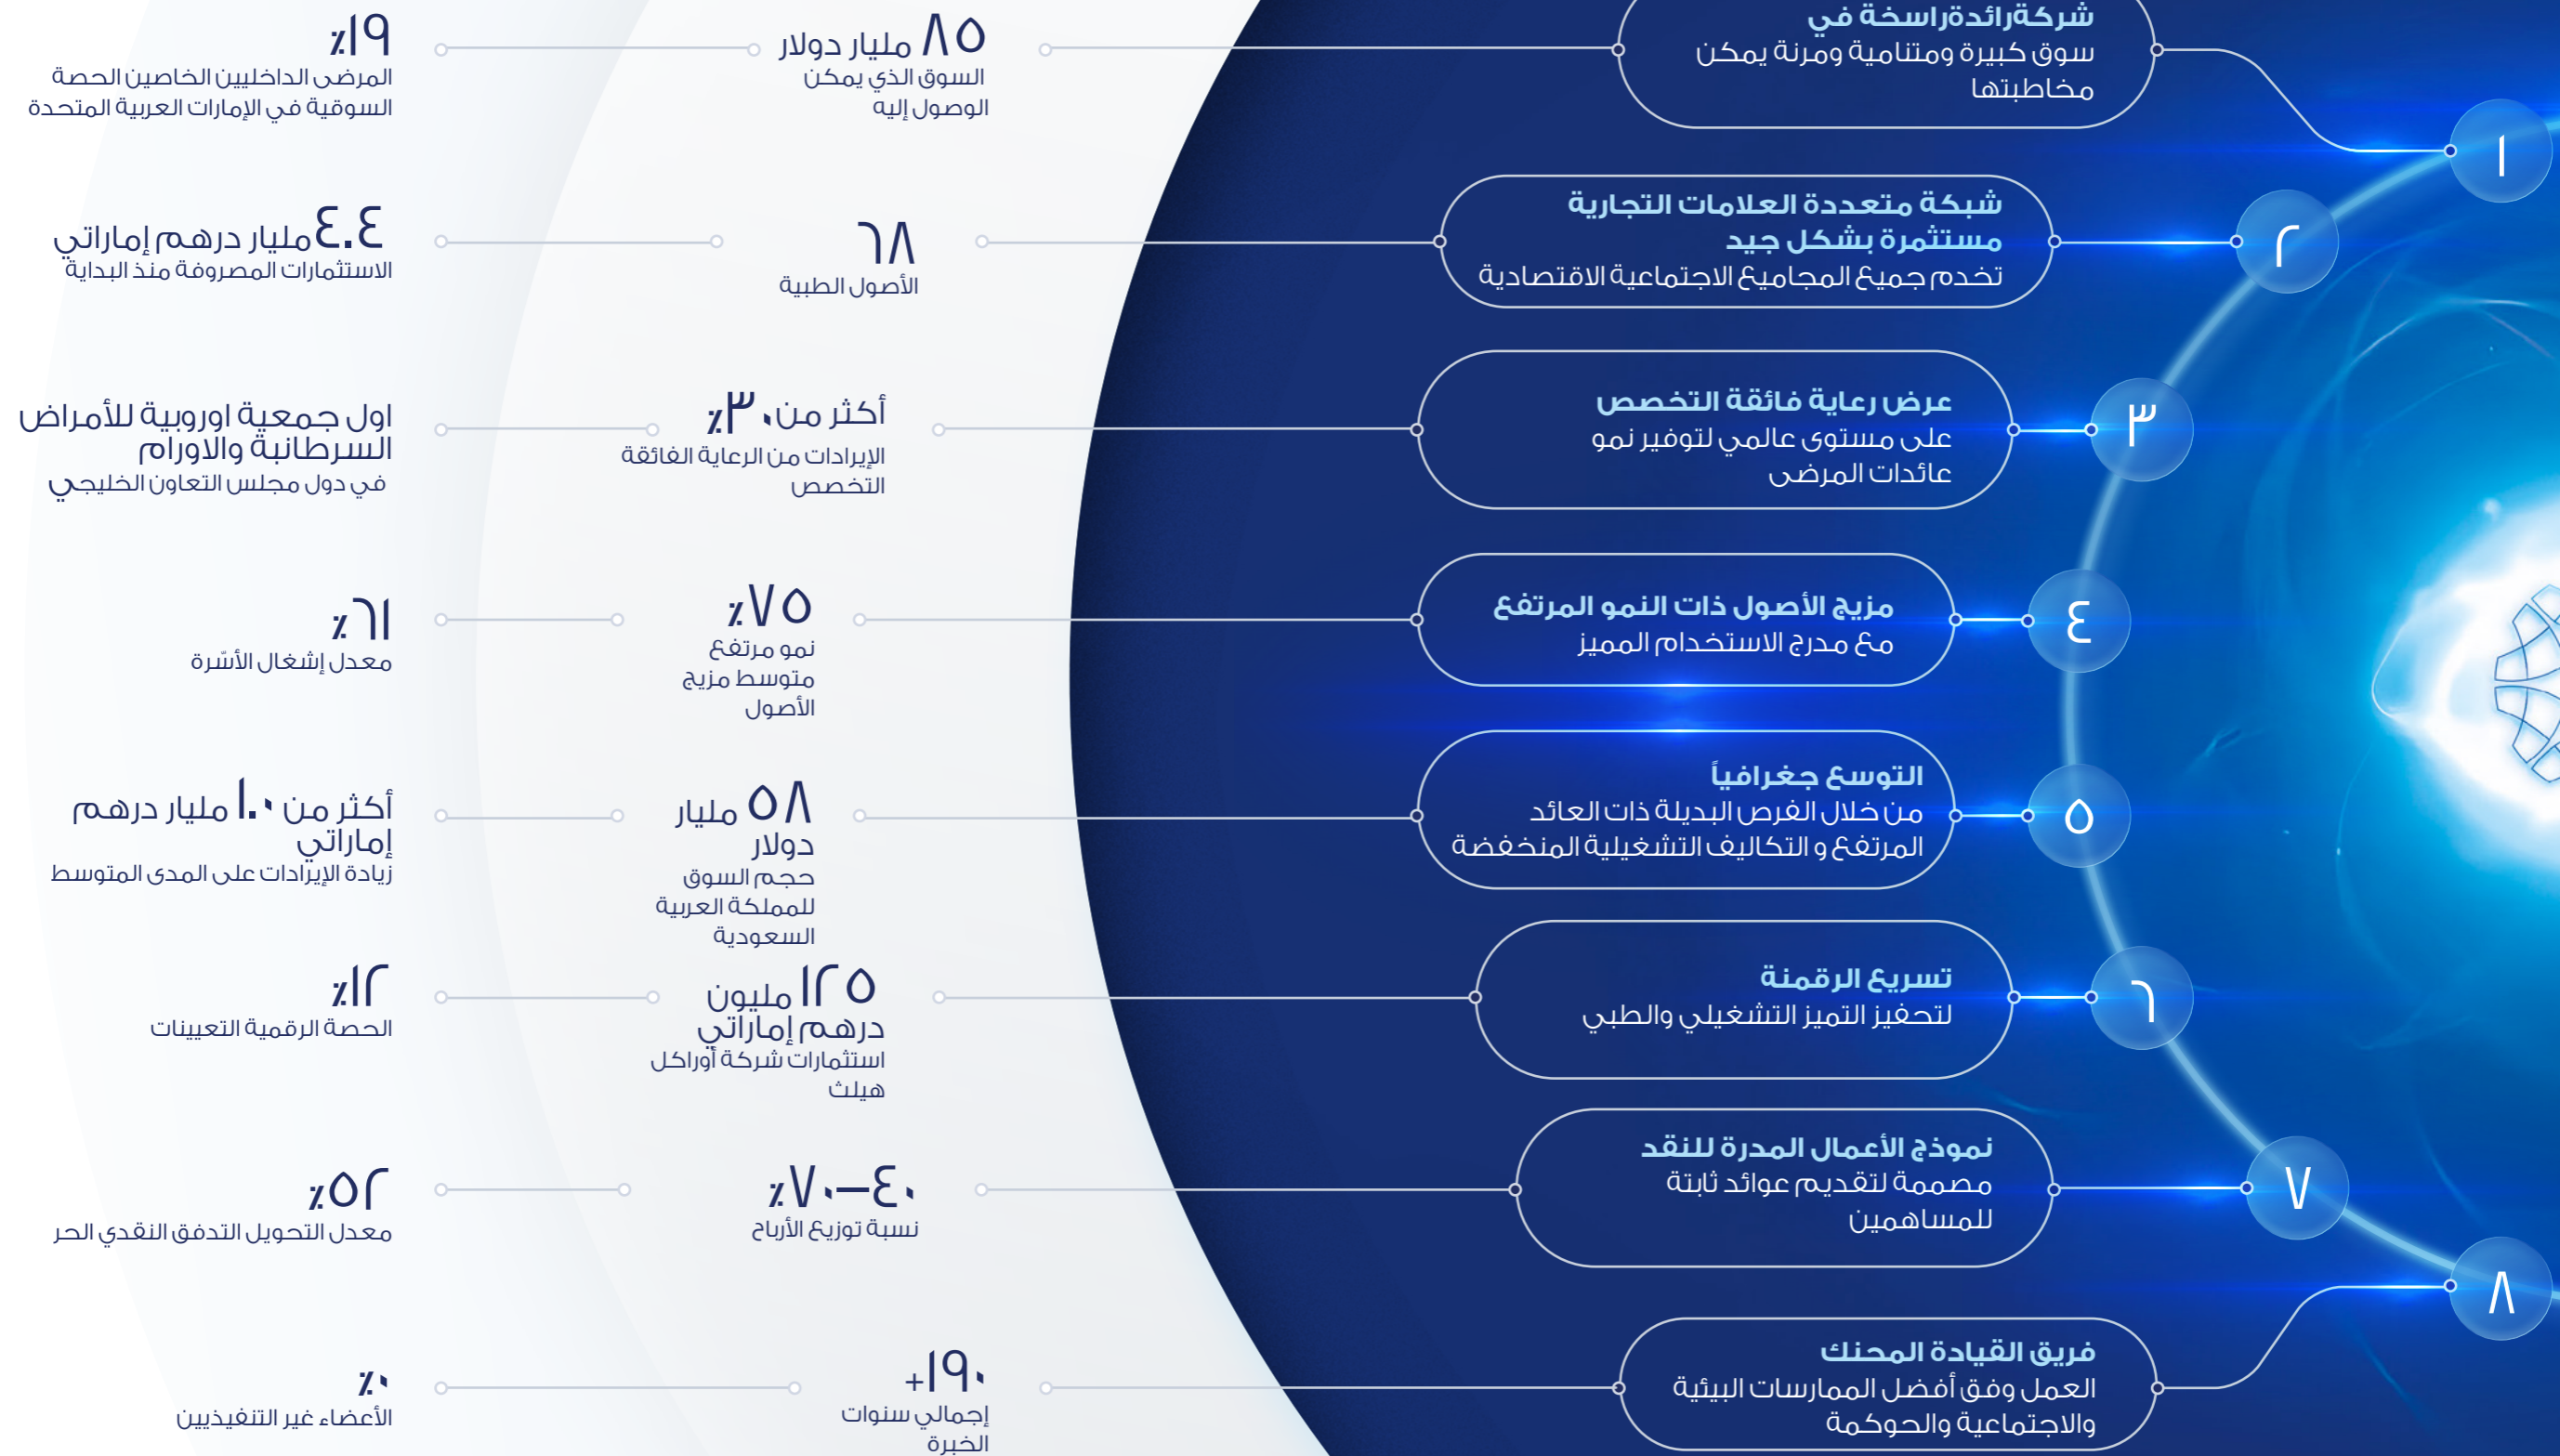 ١
شركةرائدةراسخة في
سوق كبيرة ومتنامية ومرنة يمكن
مخاطبتها
٨٥ مليار دولار
السوق الذي يمكن
الوصول إليه
١٩٪
المرضى الداخليين الخاصين الحصة
السوقية في الإمارات العربية المتحدة
٢
شبكة متعددة العلامات التجارية
مستثمرة بشكل جيد
تخدم جميع المجاميع الاجتماعية الاقتصادية
٦٨
الأصول الطبية
٤.٤ مليار درهم إماراتي
الاستثمارات المصروفة منذ البداية
٣
عرض رعاية فائقة التخصص
على مستوى عالمي لتوفير نمو
عائدات المرضى
أكثر من ٣٠٪
الإيرادات من الرعاية الفائقة
التخصص
اول جمعية اوروبية للأمراض
السرطانبة والاورام
في دول مجلس التعاون الخليجي
٤
مزيج الأصول ذات النمو المرتفع
مع مدرج الاستخدام المميز
٧٥٪
نمو مرتفع
متوسط مزيج
الأصول
٦١٪
معدل إشغال الأسّرة
٥
التوسع جغرافياً
من خلال الفرص البديلة ذات العائد
المرتفع و التكاليف التشغيلية المنخفضة
٥٨ مليار
دولار
حجم السوق
للمملكة العربية
السعودية
أكثر من ١.٠ مليار درهم
إماراتي
زيادة الإيرادات على المدى المتوسط
٦
تسريع الرقمنة
لتحفيز التميز التشغيلي والطبي
١٢٥ مليون
درهم إماراتي
استثمارات شركة أوراكل
هيلث
١٢٪
الحصة الرقمية التعيينات
٧
نموذج الأعمال المدرة للنقد
مصممة لتقديم عوائد ثابتة
للمساهمين
٤٠–٧٠٪
نسبة توزيع الأرباح
٥٢٪
معدل التحويل التدفق النقدي الحر
٨
فريق القيادة المحنك
العمل وفق أفضل الممارسات البيئية
والاجتماعية والحوكمة
١٩٠+
إجمالي سنوات
الخبرة
٠٪
الأعضاء غير التنفيذيين